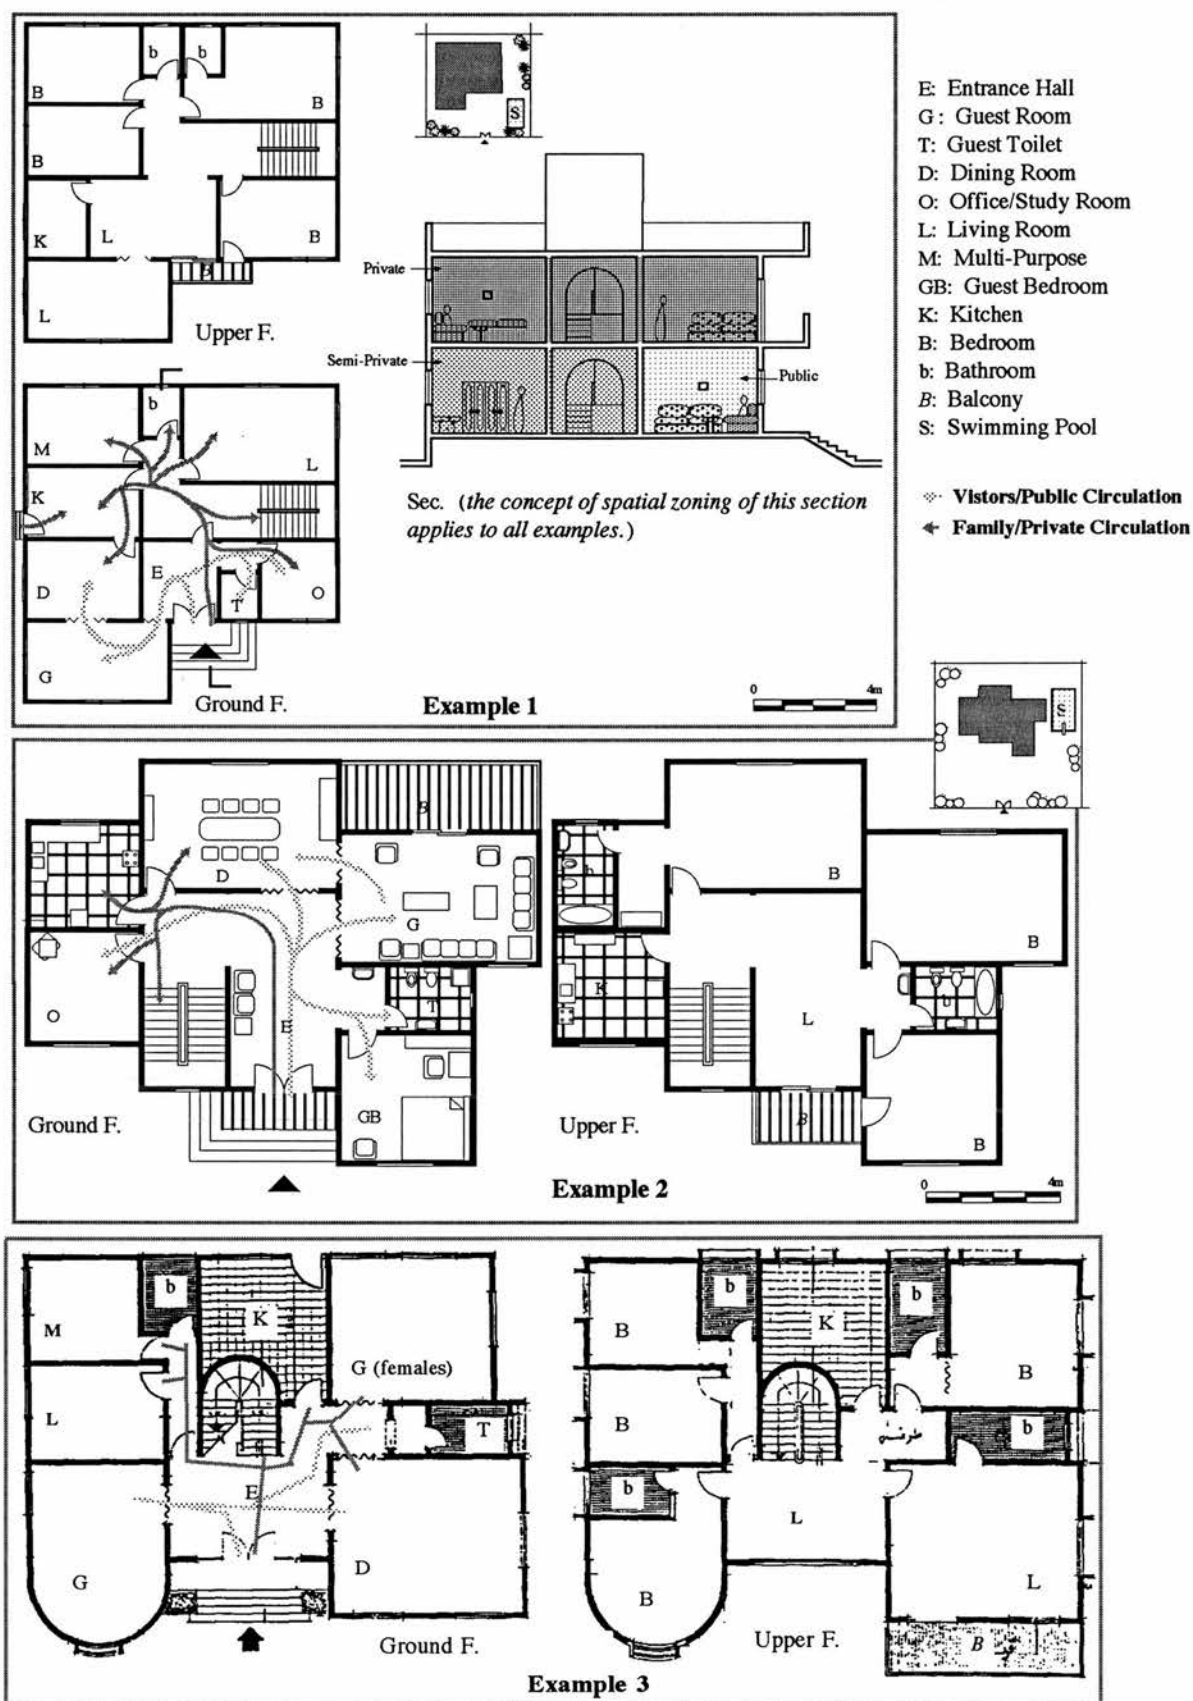 b
b
B
B
B
K
L
B
B
L
Upper F.
b
M
L
K
E
D
T
O
G
Ground F.
S
Private
Semi-Private
Public
Sec. (the concept of spatial zoning of this section
applies to all examples.)
0 4m
Example 1
E: Entrance Hall
G: Guest Room
T: Guest Toilet
D: Dining Room
O: Office/Study Room
L: Living Room
M: Multi-Purpose
GB: Guest Bedroom
K: Kitchen
B: Bedroom
b: Bathroom
B: Balcony
S: Swimming Pool
Vistors/Public Circulation
Family/Private Circulation
S
B
D
G
O
E
T
GB
Ground F.
b
B
B
K
L
b
B
B
Upper F.
0 4m
Example 2
b
K
M
G (females)
L
T
E
G
D
Ground F.
b
K
b
B
B
B
b
b
L
B
L
B
Upper F.
Example 3